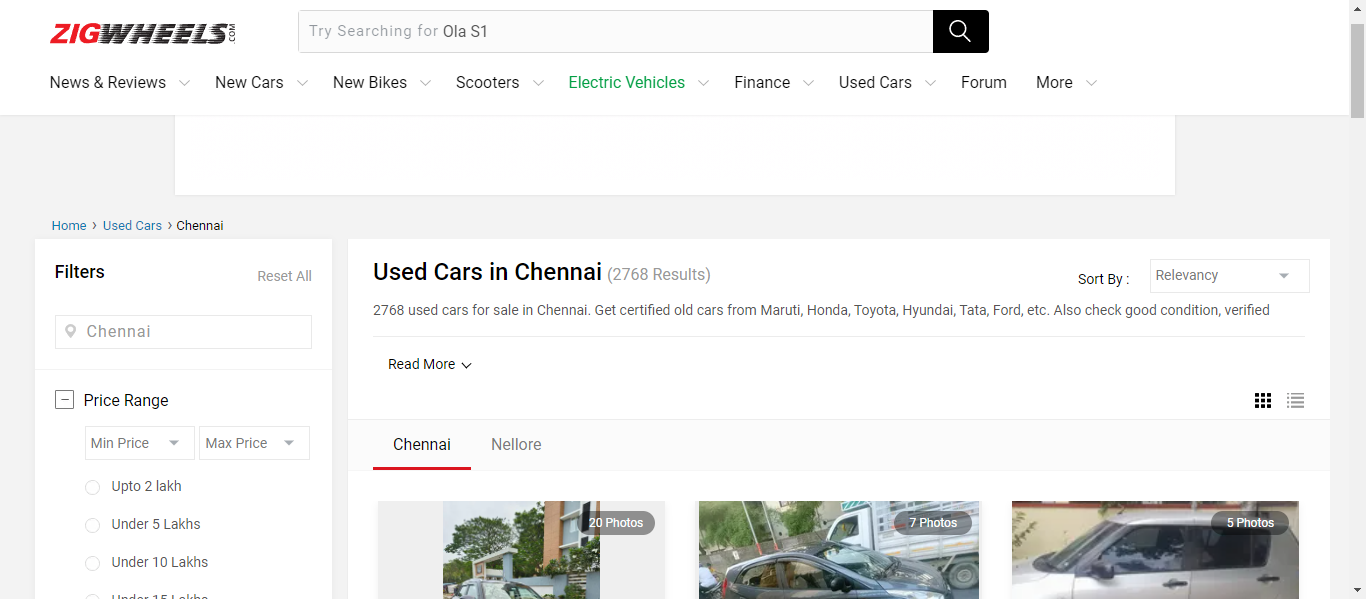 ZIGWHEELS.COM
Try Searching for Ola S1
News & Reviews New Cars New Bikes Scooters Electric Vehicles Finance Used Cars Forum More
Home › Used Cars › Chennai
Filters
Reset All
Chennai
Price Range
Min Price Max Price
Upto 2 lakh
Under 5 Lakhs
Under 10 Lakhs
Under 15 Lakhs
Used Cars in Chennai (2768 Results)
Sort By : Relevancy
2768 used cars for sale in Chennai. Get certified old cars from Maruti, Honda, Toyota, Hyundai, Tata, Ford, etc. Also check good condition, verified
Read More
Chennai Nellore
20 Photos 7 Photos 5 Photos